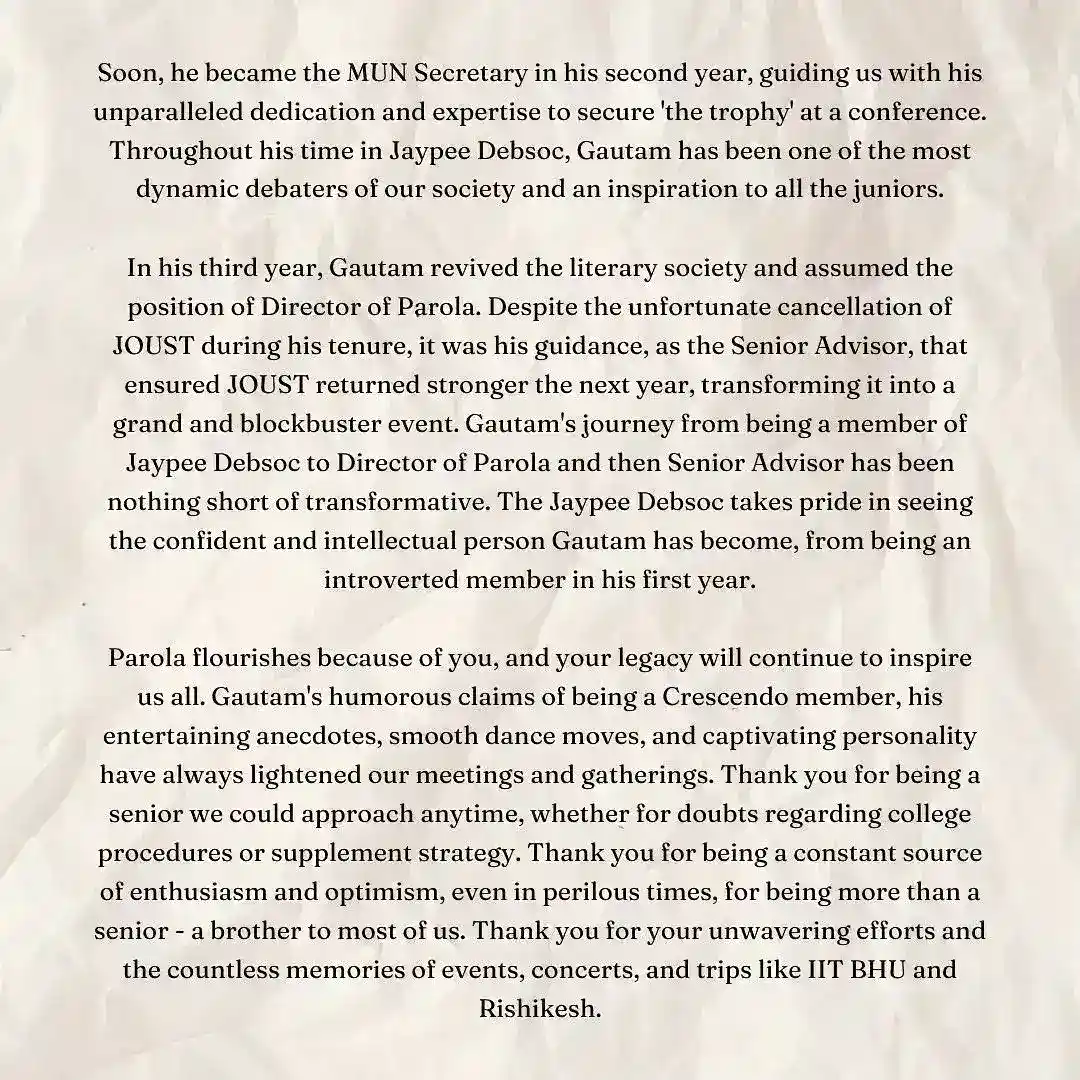 Soon, he became the MUN Secretary in his second year, guiding us with his
unparalleled dedication and expertise to secure 'the trophy' at a conference.
Throughout his time in Jaypee Debsoc, Gautam has been one of the most
dynamic debaters of our society and an inspiration to all the juniors.
In his third year, Gautam revived the literary society and assumed the
position of Director of Parola. Despite the unfortunate cancellation of
JOUST during his tenure, it was his guidance, as the Senior Advisor, that
ensured JOUST returned stronger the next year, transforming it into a
grand and blockbuster event. Gautam's journey from being a member of
Jaypee Debsoc to Director of Parola and then Senior Advisor has been
nothing short of transformative. The Jaypee Debsoc takes pride in seeing
the confident and intellectual person Gautam has become, from being an
introverted member in his first year.
Parola flourishes because of you, and your legacy will continue to inspire
us all. Gautam's humorous claims of being a Crescendo member, his
entertaining anecdotes, smooth dance moves, and captivating personality
have always lightened our meetings and gatherings. Thank you for being a
senior we could approach anytime, whether for doubts regarding college
procedures or supplement strategy. Thank you for being a constant source
of enthusiasm and optimism, even in perilous times, for being more than a
senior - a brother to most of us. Thank you for your unwavering efforts and
the countless memories of events, concerts, and trips like IIT BHU and
Rishikesh.